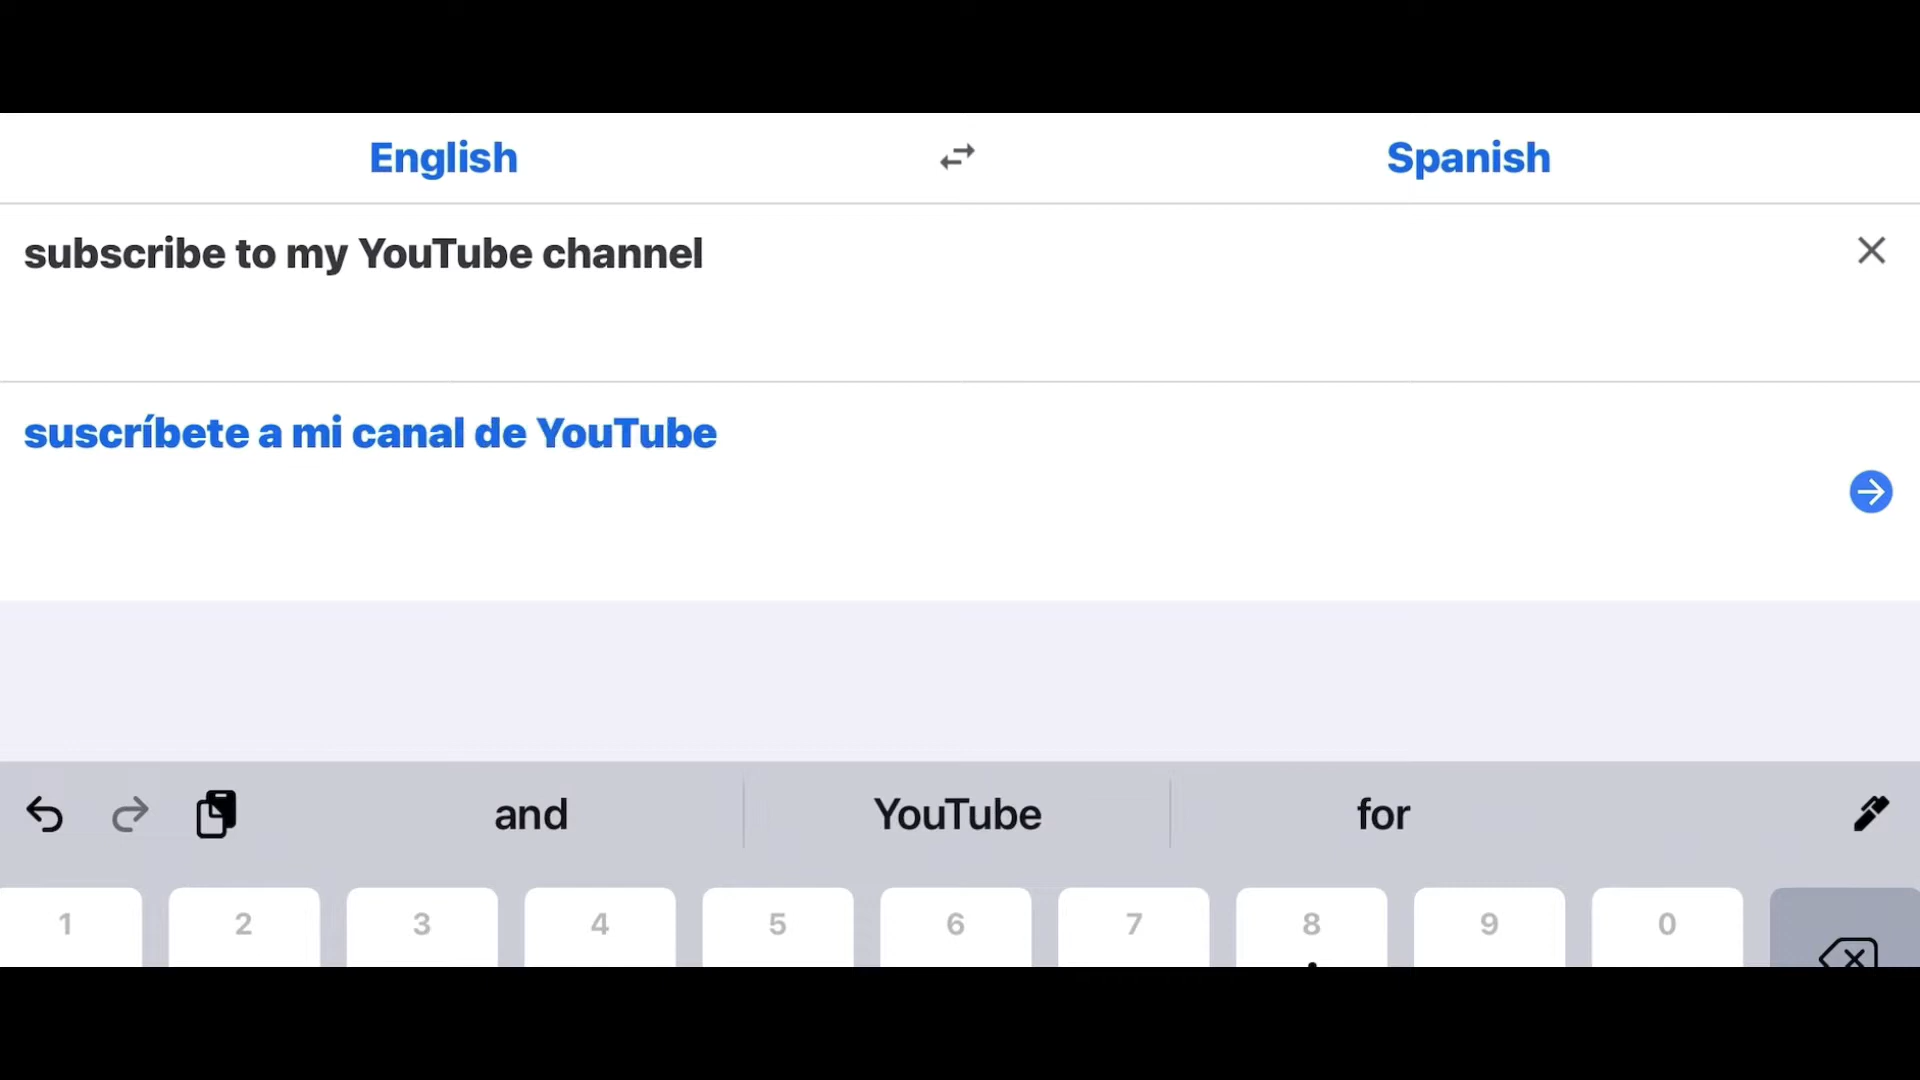 English Spanish
subscribe to my YouTube channel
suscríbete a mi canal de YouTube
and YouTube for
1 2 3 4 5 6 7 8 9 0